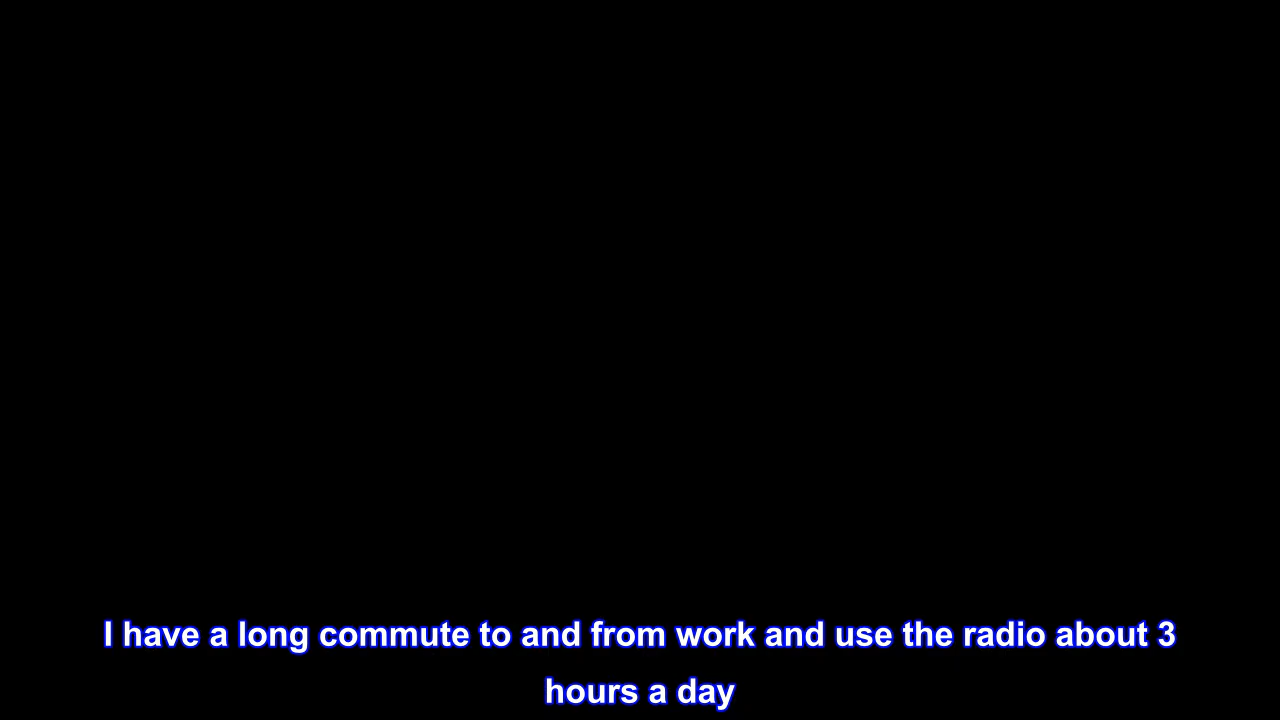 I have a long commute to and from work and use the radio about 3
hours a day